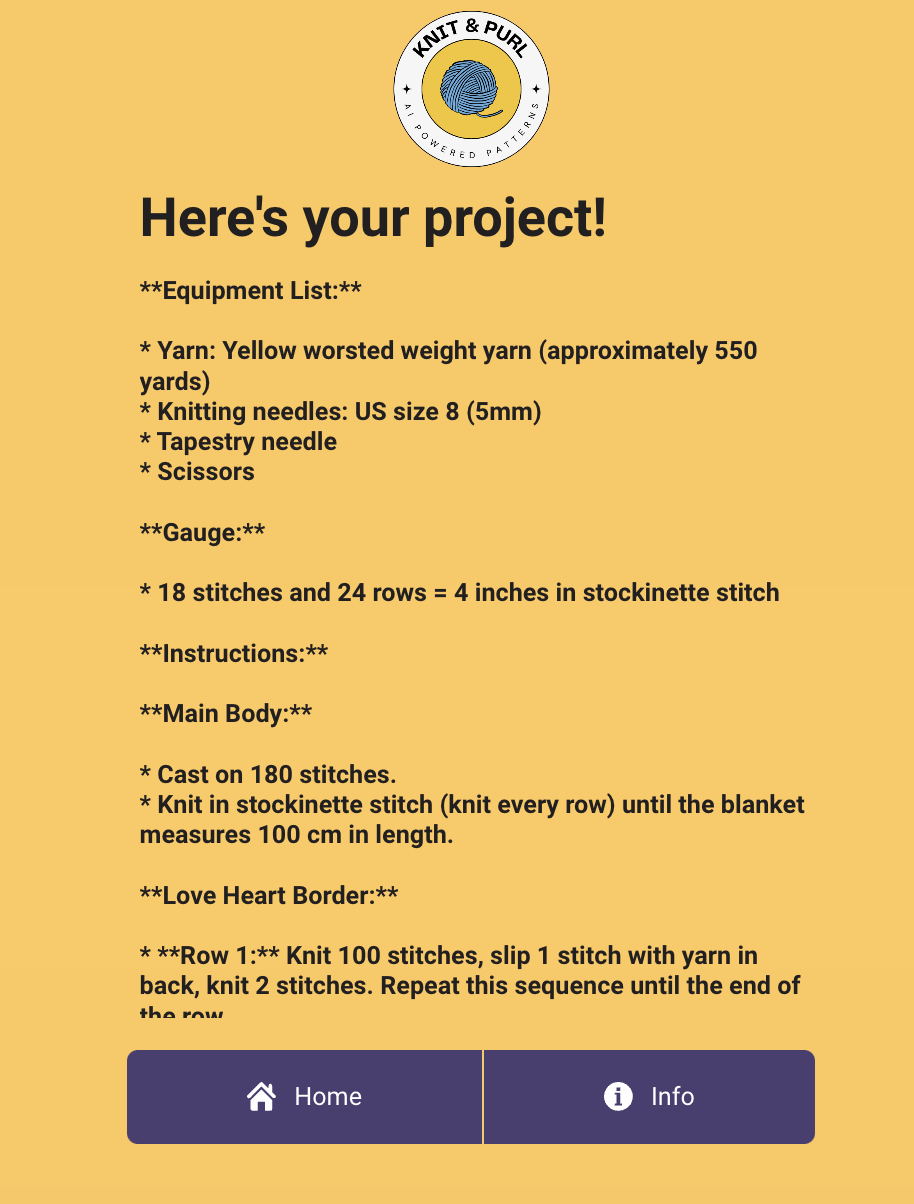 KNIT & PURL
AI POWERED PATTERNS
Here's your project!
**Equipment List:**
* Yarn: Yellow worsted weight yarn (approximately 550
yards)
* Knitting needles: US size 8 (5mm)
* Tapestry needle
* Scissors
**Gauge:**
* 18 stitches and 24 rows = 4 inches in stockinette stitch
**Instructions:**
**Main Body:**
* Cast on 180 stitches.
* Knit in stockinette stitch (knit every row) until the blanket
measures 100 cm in length.
**Love Heart Border:**
* **Row 1:** Knit 100 stitches, slip 1 stitch with yarn in
back, knit 2 stitches. Repeat this sequence until the end of
the row
Home
Info